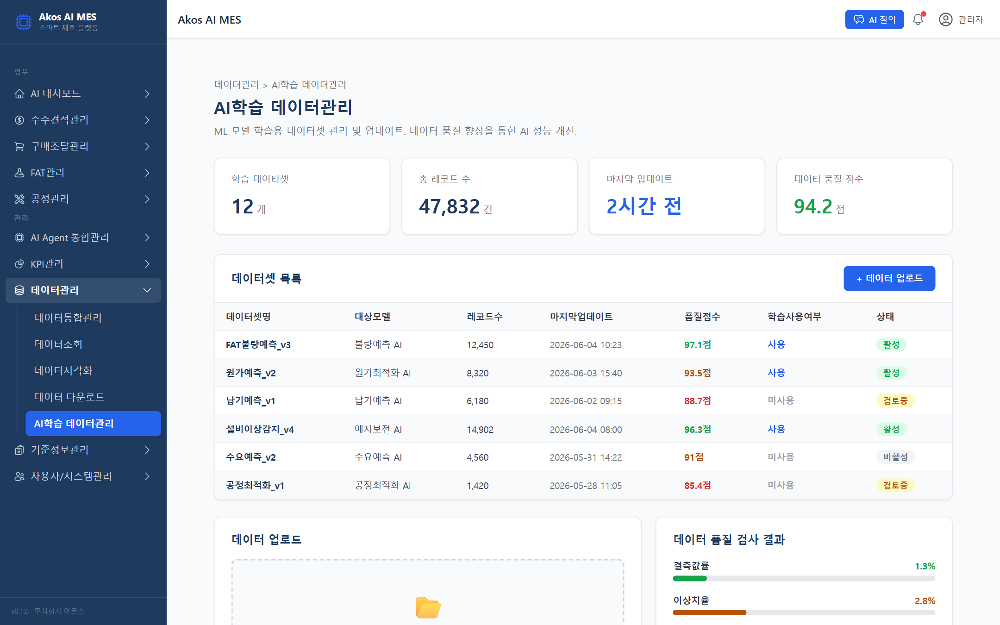 Akos AI MES
스마트 제조 플랫폼
업무
AI 대시보드
수주견적관리
구매조달관리
FAT관리
공정관리
관리
AI Agent 통합관리
KPI관리
데이터관리
데이터통합관리
데이터조회
데이터시각화
데이터 다운로드
AI학습 데이터관리
기준정보관리
사용자/시스템관리
v0.1.0 · 주식회사 아코스
Akos AI MES
AI 질의
관리자
데이터관리 > AI학습 데이터관리
AI학습 데이터관리
ML 모델 학습용 데이터셋 관리 및 업데이트. 데이터 품질 향상을 통한 AI 성능 개선.
학습 데이터셋
12 개
총 레코드 수
47,832 건
마지막 업데이트
2시간 전
데이터 품질 점수
94.2 점
데이터셋 목록
+ 데이터 업로드
데이터셋명 대상모델 레코드수 마지막업데이트 품질점수 학습사용여부 상태
FAT불량예측_v3 불량예측 AI 12,450 2026-06-04 10:23 97.1점 사용 활성
원가예측_v2 원가최적화 AI 8,320 2026-06-03 15:40 93.5점 사용 활성
납기예측_v1 납기예측 AI 6,180 2026-06-02 09:15 88.7점 미사용 검토중
설비이상감지_v4 예지보전 AI 14,902 2026-06-04 08:00 96.3점 사용 활성
수요예측_v2 수요예측 AI 4,560 2026-05-31 14:22 91점 미사용 비활성
공정최적화_v1 공정최적화 AI 1,420 2026-05-28 11:05 85.4점 미사용 검토중
데이터 업로드
데이터 품질 검사 결과
결측값률 1.3%
이상치율 2.8%